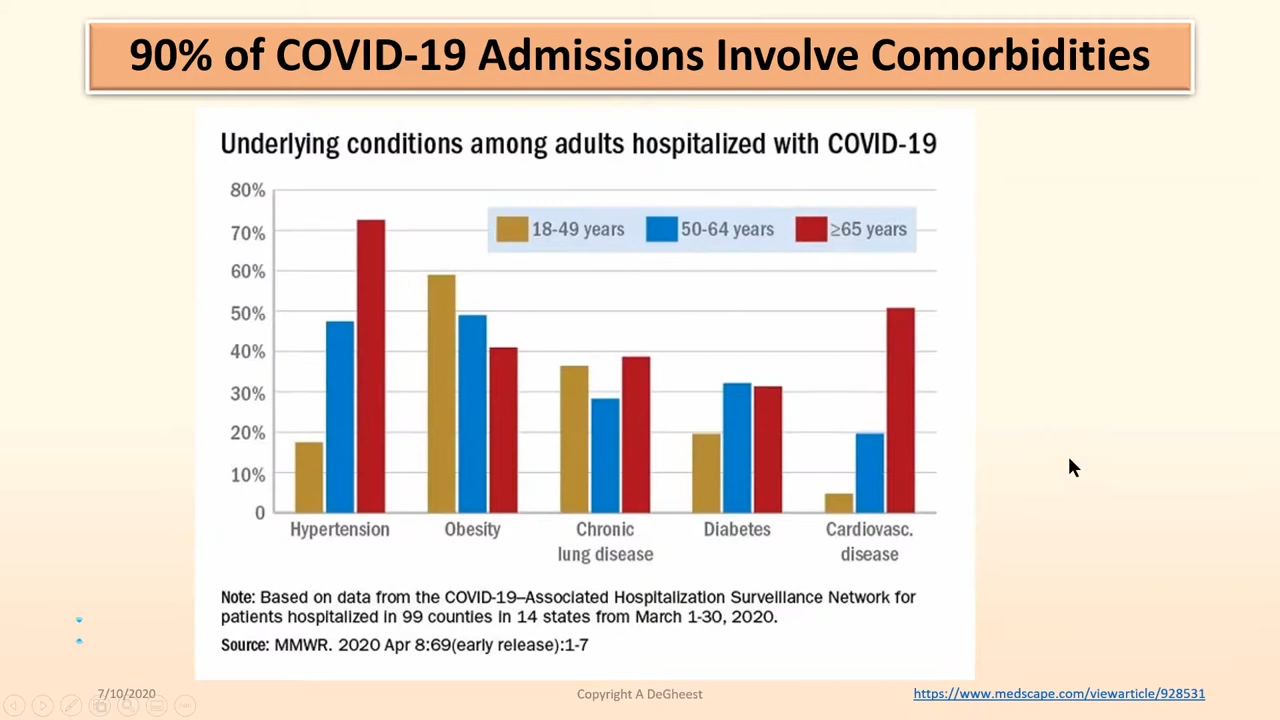 90% of COVID-19 Admissions Involve Comorbidities
Underlying conditions among adults hospitalized with COVID-19
80%
70%
60%
50%
40%
30%
20%
10%
0
18-49 years 50-64 years ≥65 years
Hypertension Obesity Chronic lung disease Diabetes Cardiovasc. disease
Note: Based on data from the COVID-19–Associated Hospitalization Surveillance Network for
patients hospitalized in 99 counties in 14 states from March 1-30, 2020.
Source: MMWR. 2020 Apr 8:69(early release):1-7
7/10/2020 Copyright A DeGheest https://www.medscape.com/viewarticle/928531